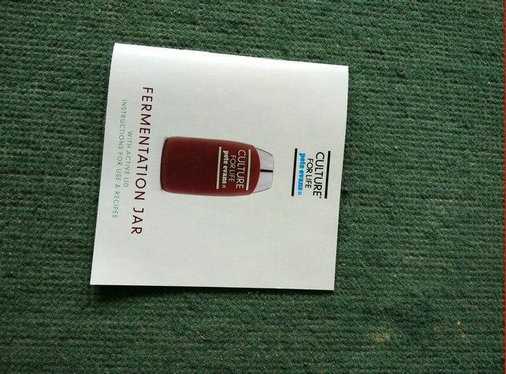 CULTURE
FOR LIFE
pete evans
CULTURE
FOR LIFE
pete evans
FERMENTATION JAR
WITH ACTIVE LID
INSTRUCTIONS FOR USE & RECIPES